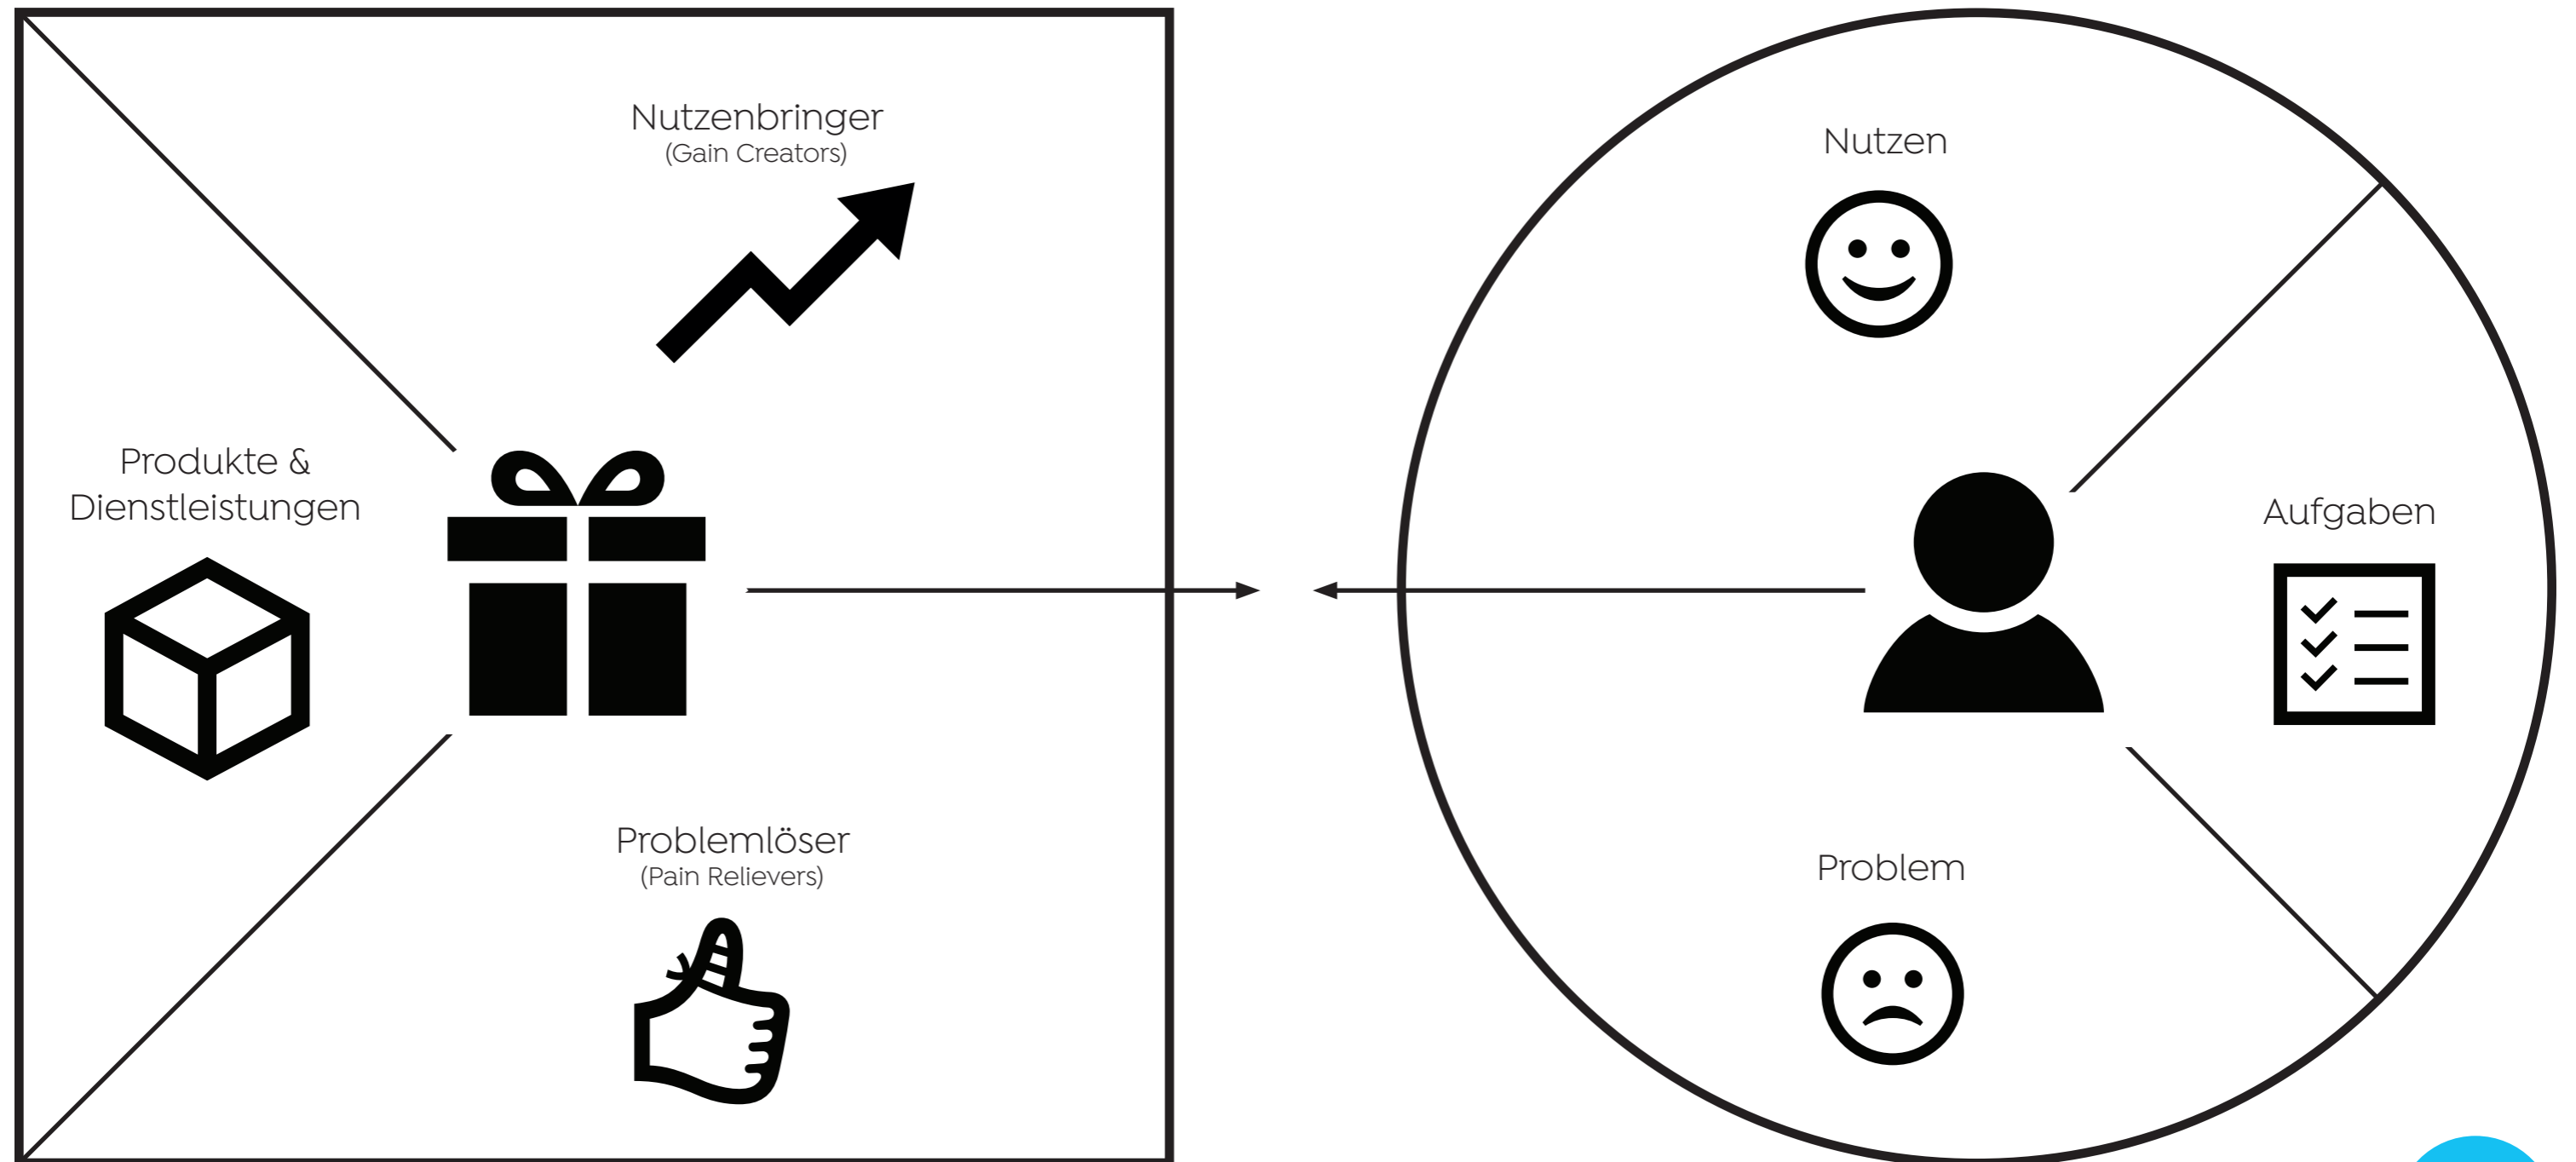 Nutzenbringer
(Gain Creators)
Produkte &
Dienstleistungen
Problemlöser
(Pain Relievers)
Nutzen
Aufgaben
Problem